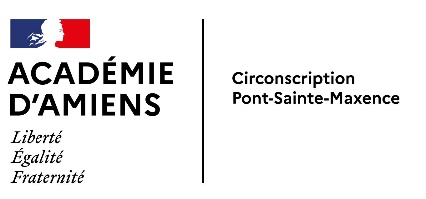 ACADÉMIE
D'AMIENS
Liberté
Égalité
Fraternité
Circonscription
Pont-Sainte-Maxence